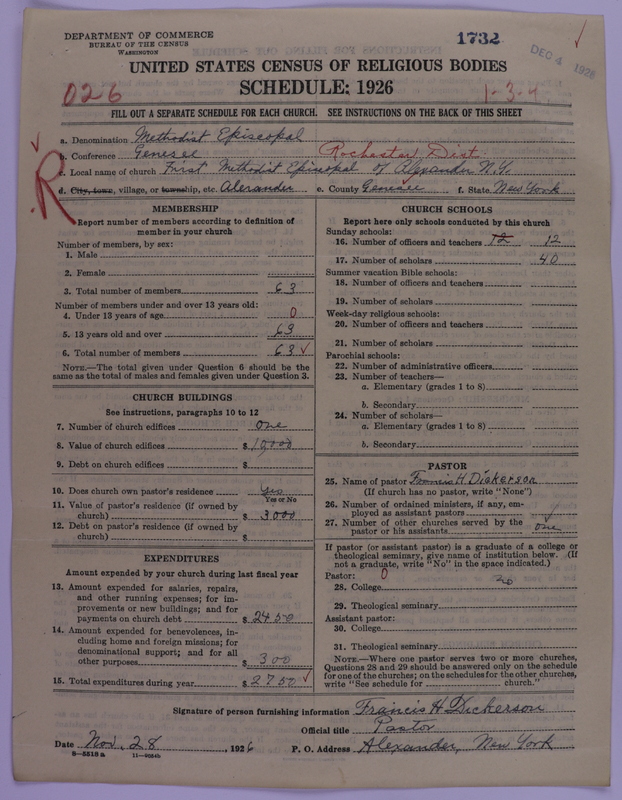 DEPARTMENT OF COMMERCE
BUREAU OF THE CENSUS
WASHINGTON
1732
DEC 4 1926
UNITED STATES CENSUS OF RELIGIOUS BODIES
SCHEDULE: 1926
026
1-3-4
FILL OUT A SEPARATE SCHEDULE FOR EACH CHURCH. SEE INSTRUCTIONS ON THE BACK OF THIS SHEET
a. Denomination Methodist Episcopal
b. Conference Genesee Rochester Dist.
c. Local name of church First Methodist Episcopal of Alexander N.Y.
R
d. City, town, village, or township, etc. Alexander e. County Genesee f. State New York
MEMBERSHIP
Report number of members according to definition of
member in your church
Number of members, by sex:
1. Male
2. Female
3. Total number of members 63
Number of members under and over 13 years old:
4. Under 13 years of age 0
5. 13 years old and over 63
6. Total number of members 63
NOTE.—The total given under Question 6 should be the
same as the total of males and females given under Question 3.
CHURCH BUILDINGS
See instructions, paragraphs 10 to 12
7. Number of church edifices one
8. Value of church edifices $ 10,000
9. Debt on church edifices $
10. Does church own pastor's residence Yes
Yes or No
11. Value of pastor's residence (if owned by
church) $ 3000
12. Debt on pastor's residence (if owned by
church) $
EXPENDITURES
Amount expended by your church during last fiscal year
13. Amount expended for salaries, repairs,
and other running expenses; for im-
provements or new buildings; and for
payments on church debt $ 2450
14. Amount expended for benevolences, in-
cluding home and foreign missions; for
denominational support; and for all
other purposes $ 300
15. Total expenditures during year $ 2750
CHURCH SCHOOLS
Report here only schools conducted by this church
Sunday schools:
16. Number of officers and teachers 12 12
17. Number of scholars 40
Summer vacation Bible schools:
18. Number of officers and teachers
19. Number of scholars
Week-day religious schools:
20. Number of officers and teachers
21. Number of scholars
Parochial schools:
22. Number of administrative officers
23. Number of teachers—
a. Elementary (grades 1 to 8)
b. Secondary
24. Number of scholars—
a. Elementary (grades 1 to 8)
b. Secondary
PASTOR
25. Name of pastor Francis H. Dickerson
(If church has no pastor, write "None")
26. Number of ordained ministers, if any, em-
ployed as assistant pastors
27. Number of other churches served by the
pastor or his assistants one
If pastor (or assistant pastor) is a graduate of a college or
theological seminary, give name of institution below. (If
not a graduate, write "No" in the space indicated.)
Pastor: 0
28. College no
29. Theological seminary
Assistant pastor:
30. College
31. Theological seminary
NOTE.—Where one pastor serves two or more churches,
Questions 28 and 29 should be answered only on the schedule
for one of the churches; on the schedules for the other churches,
write "See schedule for church."
Signature of person furnishing information Francis H Dickerson
Official title Pastor
Date Nov. 28, 1926 P. O. Address Alexander, New York
8—5518 a